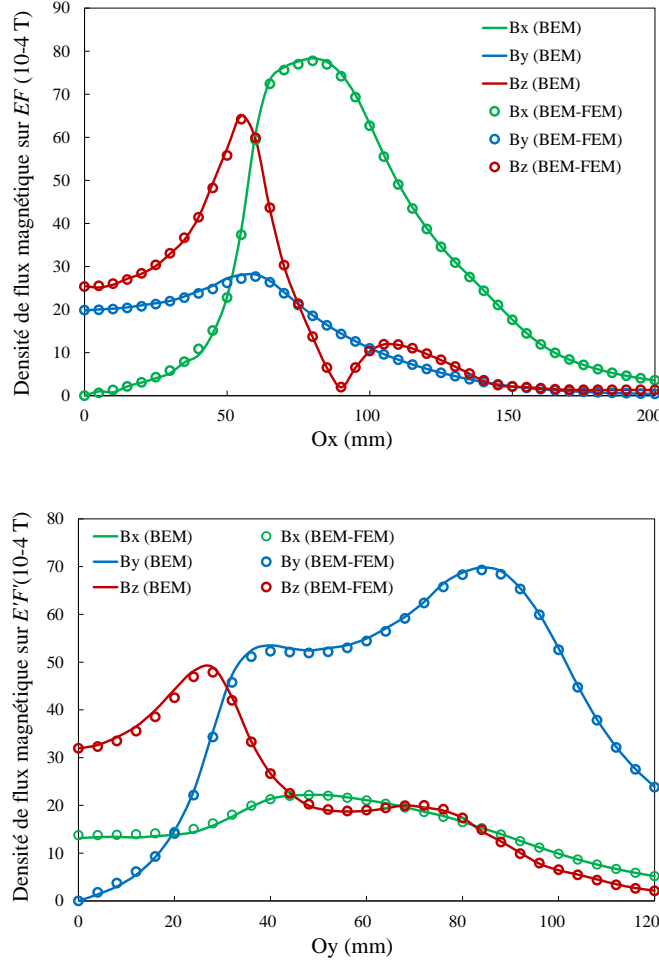 Densité de flux magnétique sur EF (10-4 T)
90
80
70
60
50
40
30
20
10
0
0 50 100 150 200
Ox (mm)
Bx (BEM)
By (BEM)
Bz (BEM)
Bx (BEM-FEM)
By (BEM-FEM)
Bz (BEM-FEM)
Densité de flux magnétique sur E'F'(10-4 T)
80
70
60
50
40
30
20
10
0
0 20 40 60 80 100 120
Oy (mm)
Bx (BEM) Bx (BEM-FEM)
By (BEM) By (BEM-FEM)
Bz (BEM) Bz (BEM-FEM)